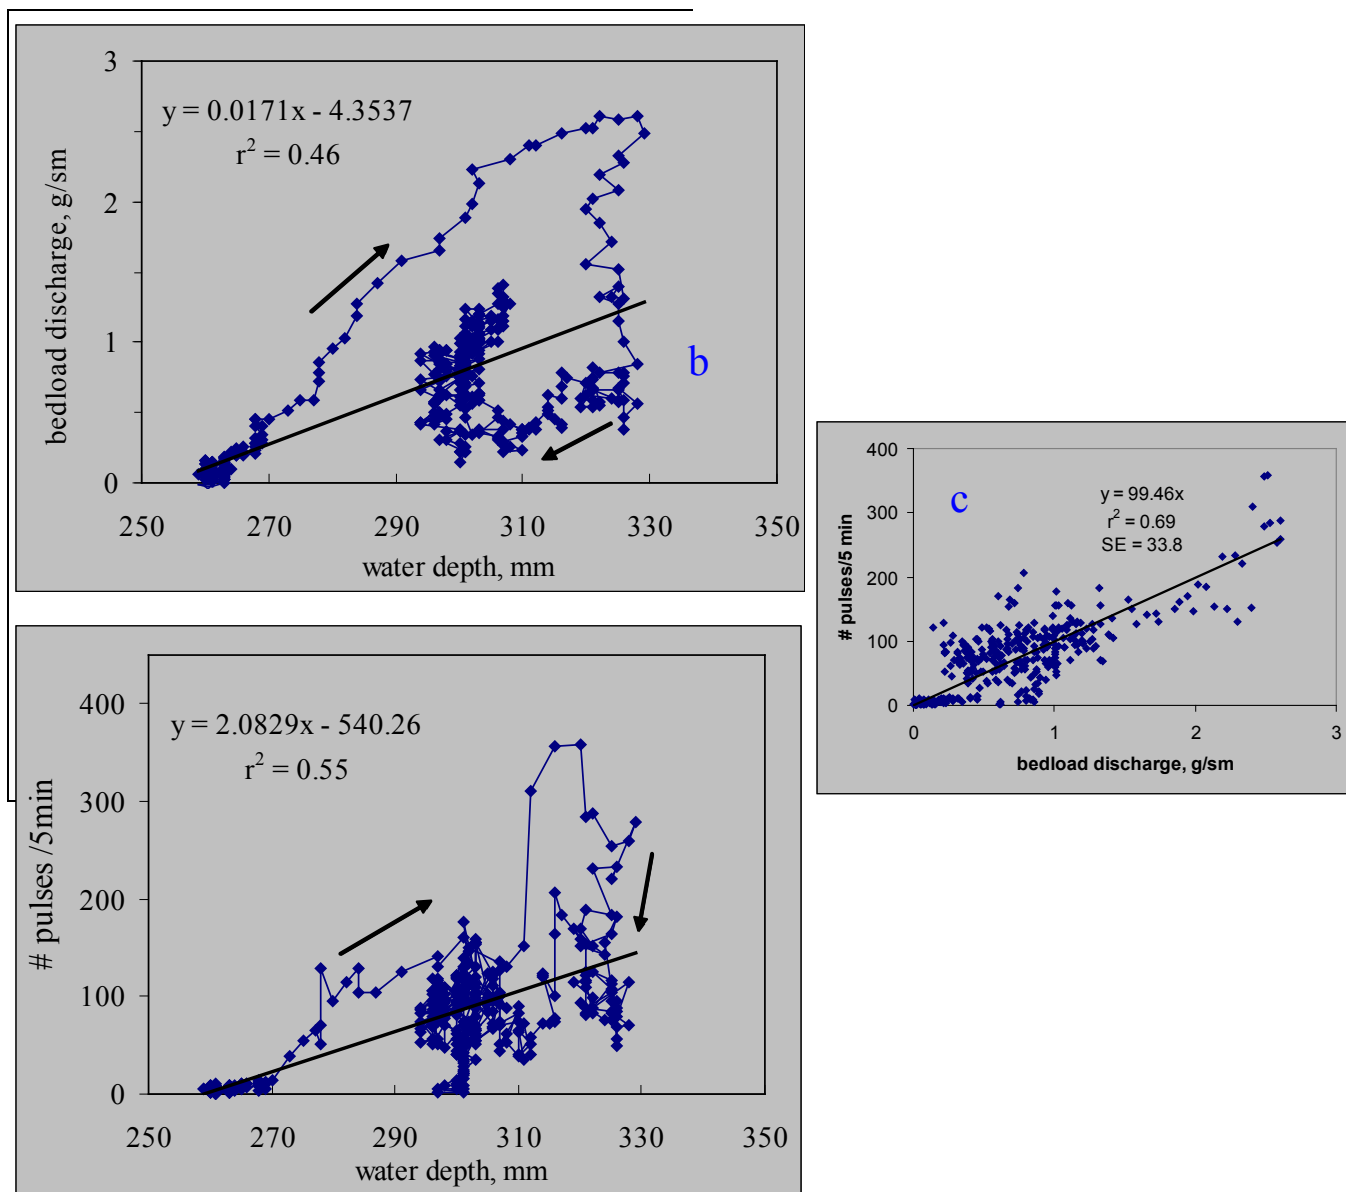 3
y = 0.0171x - 4.3537
r² = 0.46
2
1
0
bedload discharge, g/sm
b
250 270 290 310 330 350
water depth, mm
400
y = 2.0829x - 540.26
r² = 0.55
300
200
100
0
# pulses /5min
250 270 290 310 330 350
water depth, mm
400
c
y = 99.46x
r² = 0.69
SE = 33.8
300
200
100
0
# pulses/5 min
0 1 2 3
bedload discharge, g/sm